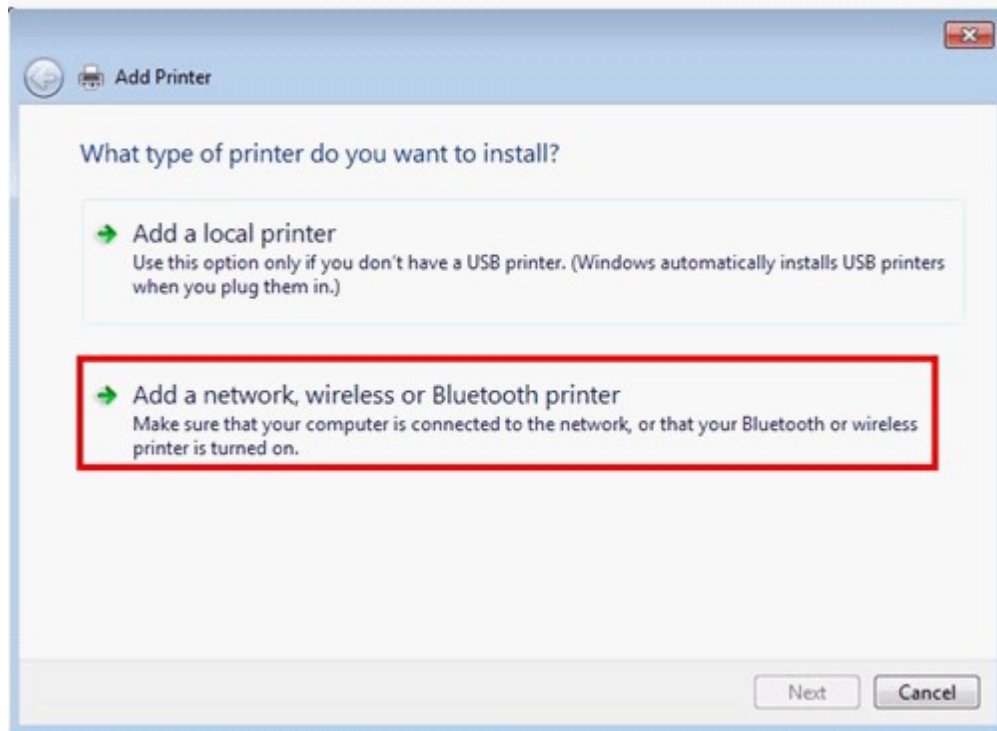 Add Printer
What type of printer do you want to install?
Add a local printer
Use this option only if you don't have a USB printer. (Windows automatically installs USB printers
when you plug them in.)
Add a network, wireless or Bluetooth printer
Make sure that your computer is connected to the network, or that your Bluetooth or wireless
printer is turned on.
Next
Cancel